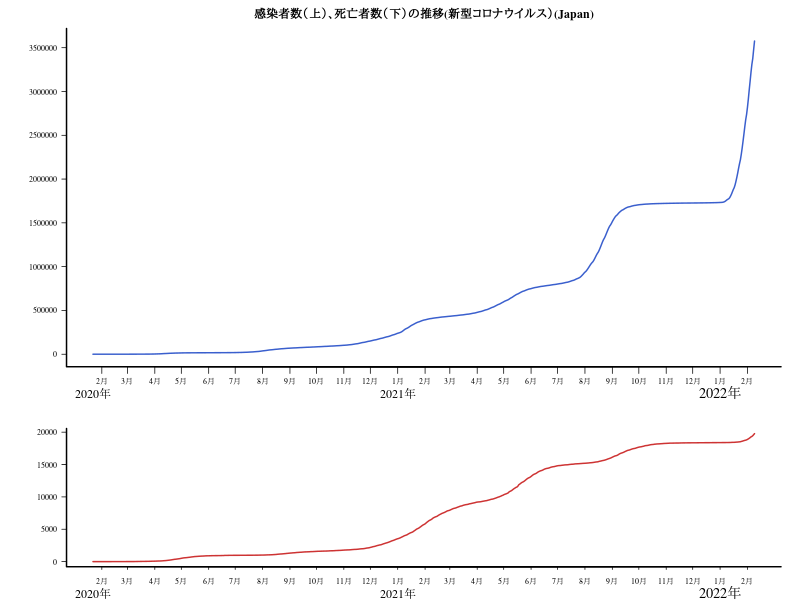 感染者数（上）、死亡者数（下）の推移(新型コロナウイルス)(Japan)
3500000
3000000
2500000
2000000
1500000
1000000
500000
0
2月 3月 4月 5月 6月 7月 8月 9月 10月 11月 12月 1月 2月 3月 4月 5月 6月 7月 8月 9月 10月 11月 12月 1月 2月
2020年 2021年 2022年
20000
15000
10000
5000
0
2月 3月 4月 5月 6月 7月 8月 9月 10月 11月 12月 1月 2月 3月 4月 5月 6月 7月 8月 9月 10月 11月 12月 1月 2月
2020年 2021年 2022年